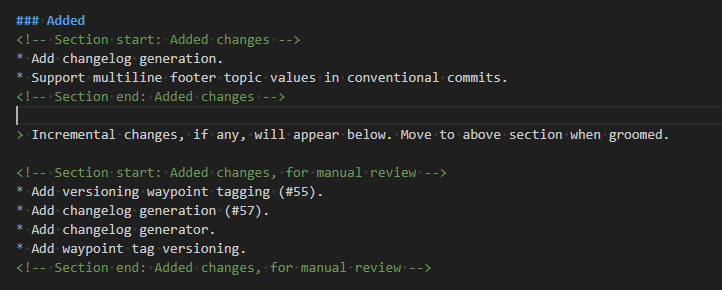 ### Added
<!-- Section start: Added changes -->
* Add changelog generation.
* Support multiline footer topic values in conventional commits.
<!-- Section end: Added changes -->
> Incremental changes, if any, will appear below. Move to above section when groomed.
<!-- Section start: Added changes, for manual review -->
* Add versioning waypoint tagging (#55).
* Add changelog generation (#57).
* Add changelog generator.
* Add waypoint tag versioning.
<!-- Section end: Added changes, for manual review -->